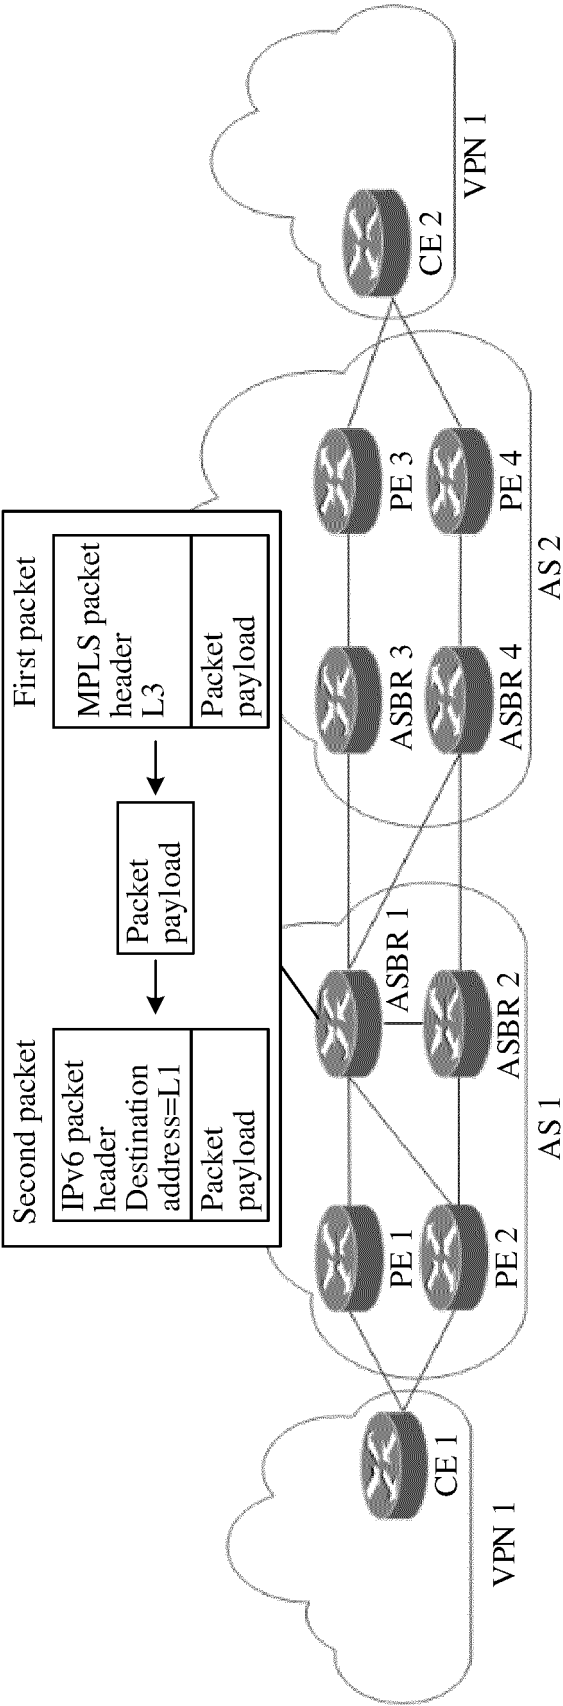 Second packet
IPv6 packet
header
Destination
address=L1
Packet
payload
Packet
payload
First packet
MPLS packet
header
L3
Packet
payload
CE 1
VPN 1
PE 1
PE 2
ASBR 1
ASBR 2
AS 1
ASBR 3
ASBR 4
PE 3
PE 4
AS 2
CE 2
VPN 1